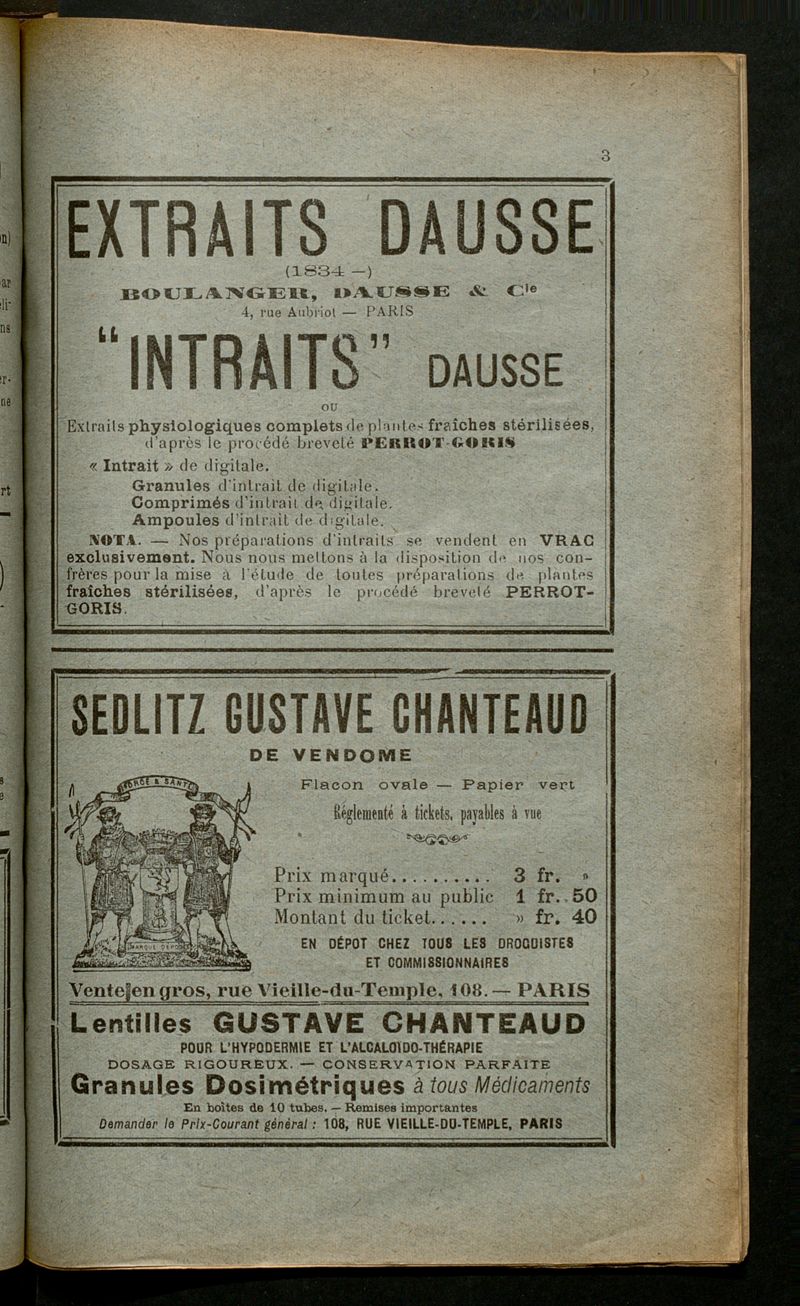 3
EXTRAITS DAUSSE
(1834 —)
BOULANGER, DAUSSE & Cie
4, rue Aubriot — PARIS
"INTRAITS" DAUSSE
OU
Extraits physiologiques complets de plantes fraîches stérilisées,
d'après le procédé breveté PERROT-GORIS
« Intrait » de digitale.
Granules d'intrait de digitale.
Comprimés d'intrait de digitale.
Ampoules d'intrait de digitale.
NOTA. — Nos préparations d'intraits se vendent en VRAC
exclusivement. Nous nous mettons à la disposition de nos con-
frères pour la mise à l'étude de toutes préparations de plantes
fraîches stérilisées, d'après le procédé breveté PERROT-
GORIS.
SEDLITZ GUSTAVE CHANTEAUD
DE VENDOME
FORCE & SANTÉ
Flacon ovale — Papier vert
Réglementé à tickets, payables à vue
Prix marqué.......... 3 fr. »
Prix minimum au public 1 fr. 50
Montant du ticket...... » fr. 40
MARQUE DÉPOSÉE
EN DÉPOT CHEZ TOUS LES DROGUISTES
ET COMMISSIONNAIRES
Vente en gros, rue Vieille-du-Temple, 108. — PARIS
Lentilles GUSTAVE CHANTEAUD
POUR L'HYPODERMIE ET L'ALCALOIDO-THÉRAPIE
DOSAGE RIGOUREUX. — CONSERVATION PARFAITE
Granules Dosimétriques à tous Médicaments
En boîtes de 10 tubes. — Remises importantes
Demander le Prix-Courant général : 108, RUE VIEILLE-DU-TEMPLE, PARIS